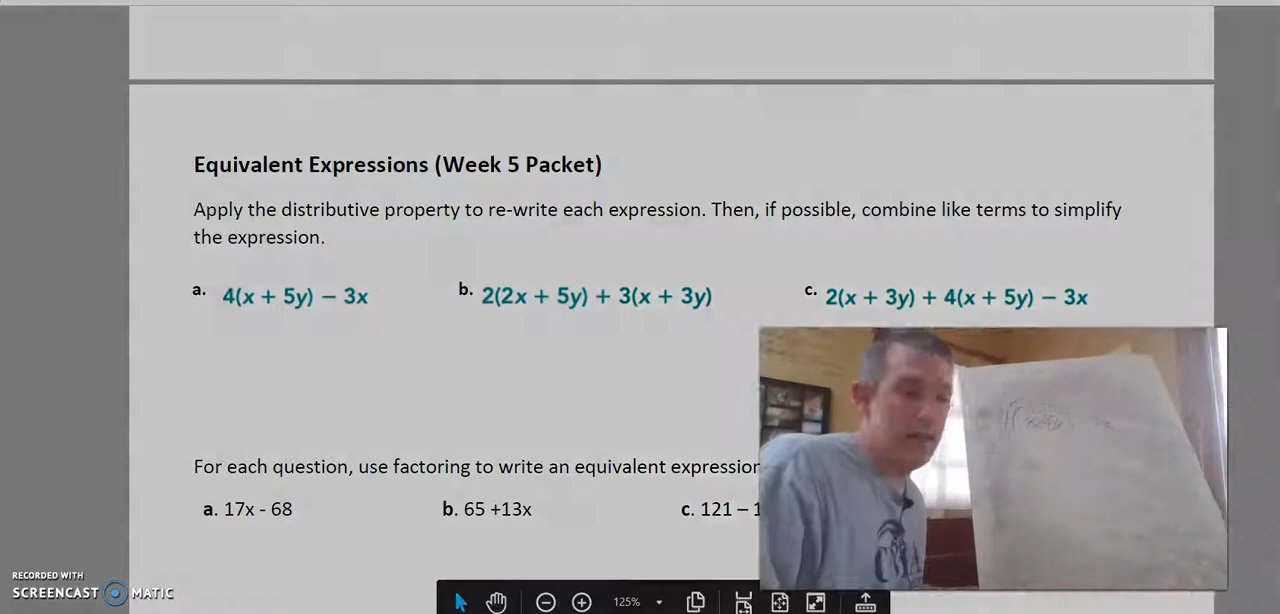 Equivalent Expressions (Week 5 Packet)
Apply the distributive property to re-write each expression. Then, if possible, combine like terms to simplify
the expression.
a. 4(x + 5y) – 3x b. 2(2x + 5y) + 3(x + 3y) c. 2(x + 3y) + 4(x + 5y) – 3x
For each question, use factoring to write an equivalent expression
a. 17x - 68 b. 65 +13x c. 121 –
RECORDED WITH
SCREENCAST MATIC
125%